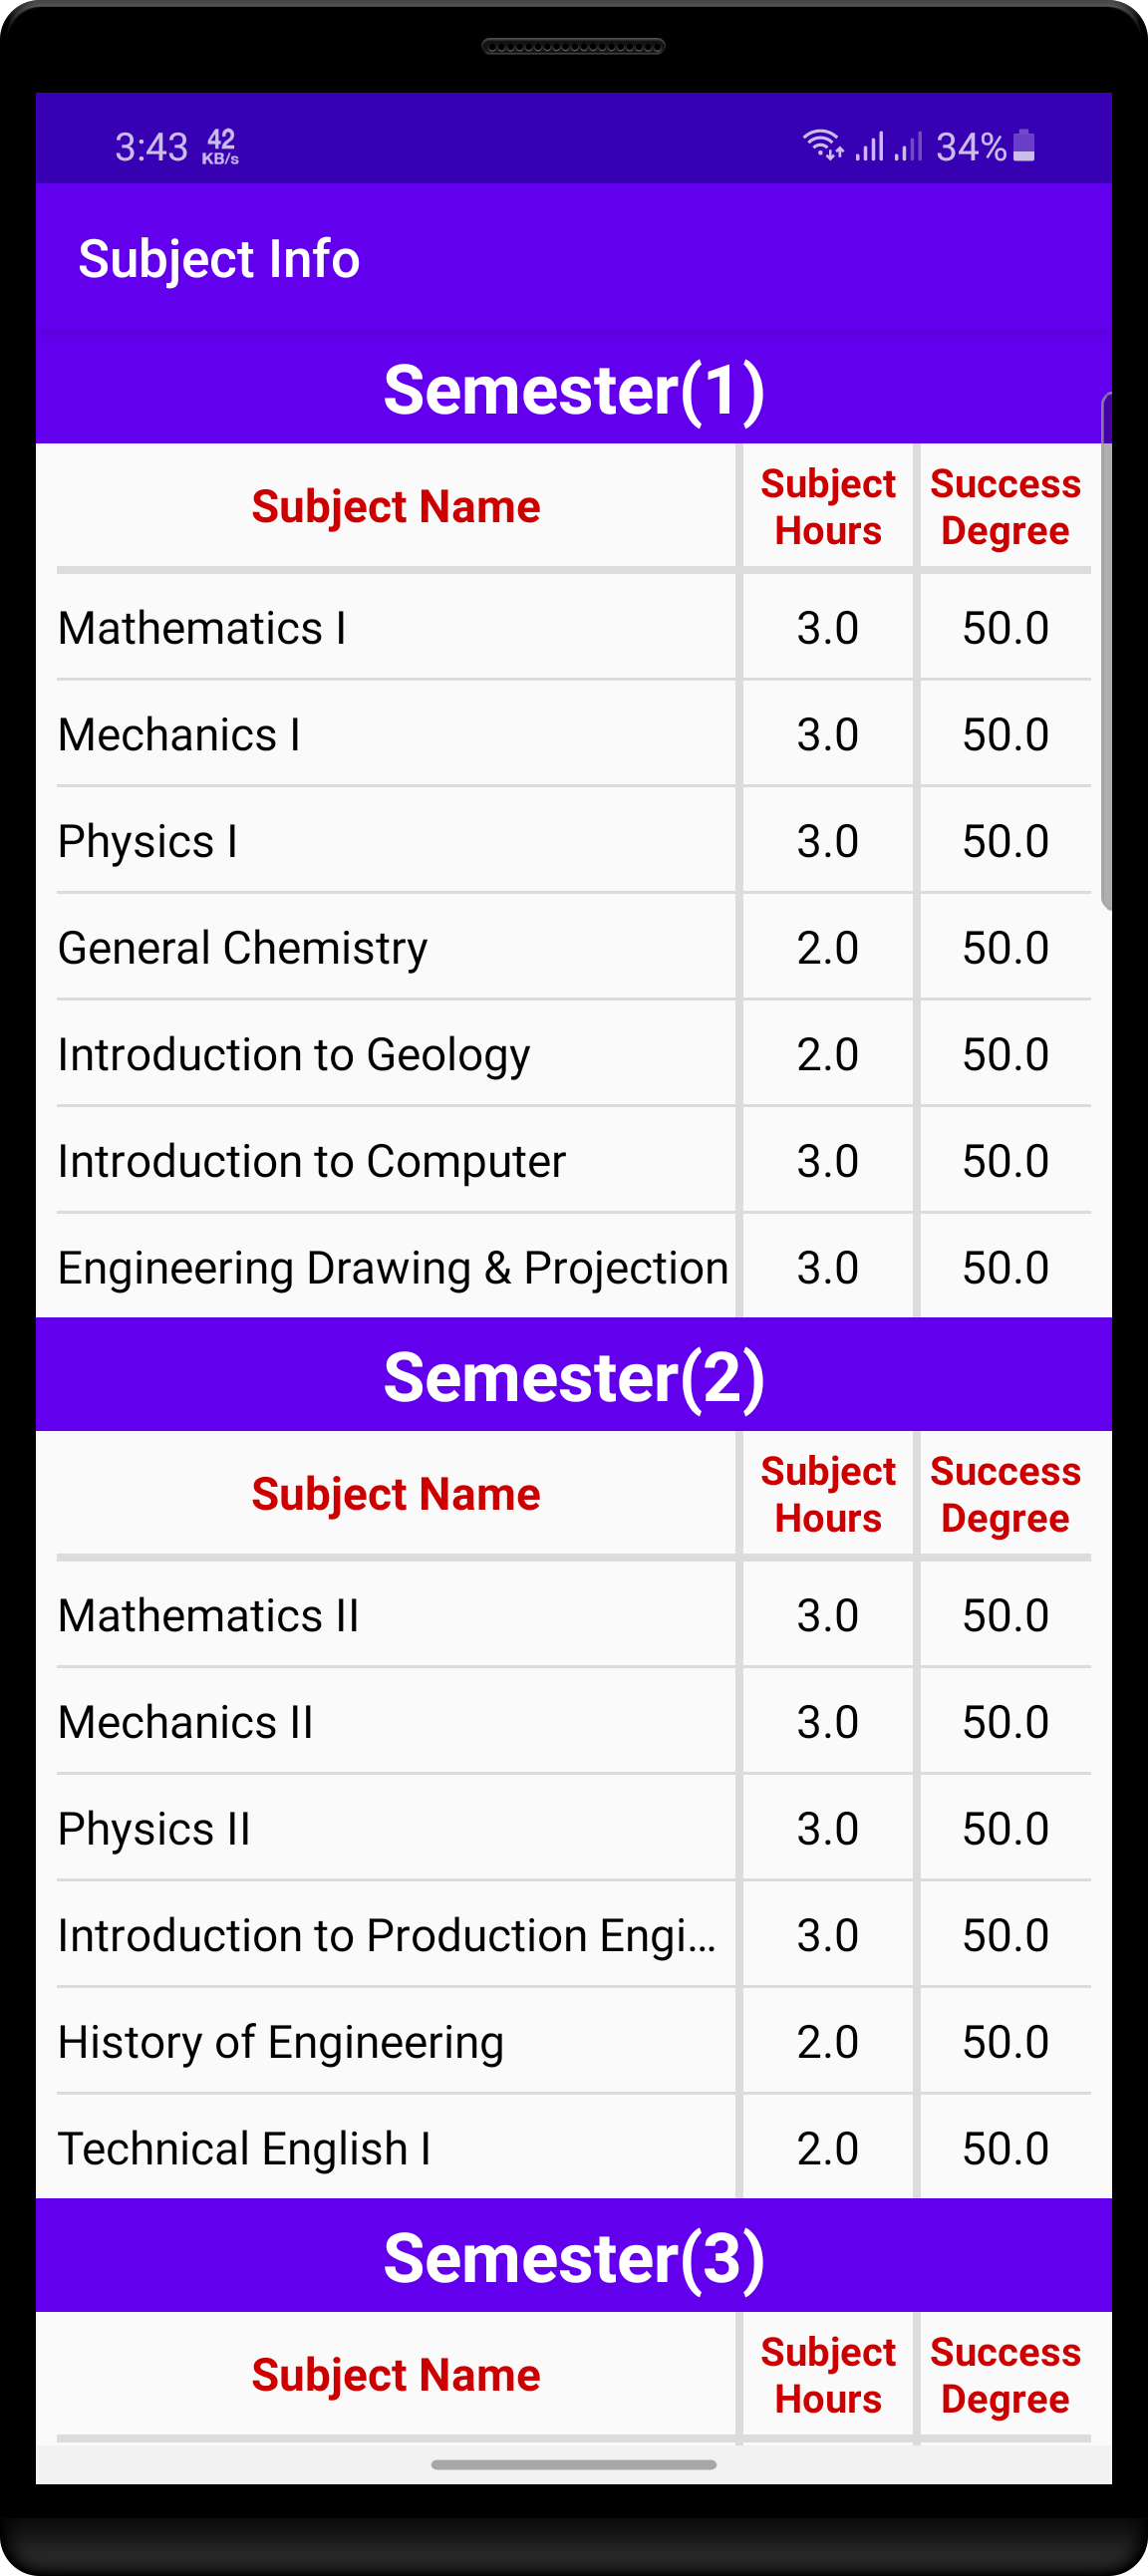 3:43 42 KB/s 34%
Subject Info
Semester(1)
Subject Name Subject Hours Success Degree
Mathematics I 3.0 50.0
Mechanics I 3.0 50.0
Physics I 3.0 50.0
General Chemistry 2.0 50.0
Introduction to Geology 2.0 50.0
Introduction to Computer 3.0 50.0
Engineering Drawing & Projection 3.0 50.0
Semester(2)
Subject Name Subject Hours Success Degree
Mathematics II 3.0 50.0
Mechanics II 3.0 50.0
Physics II 3.0 50.0
Introduction to Production Engi... 3.0 50.0
History of Engineering 2.0 50.0
Technical English I 2.0 50.0
Semester(3)
Subject Name Subject Hours Success Degree